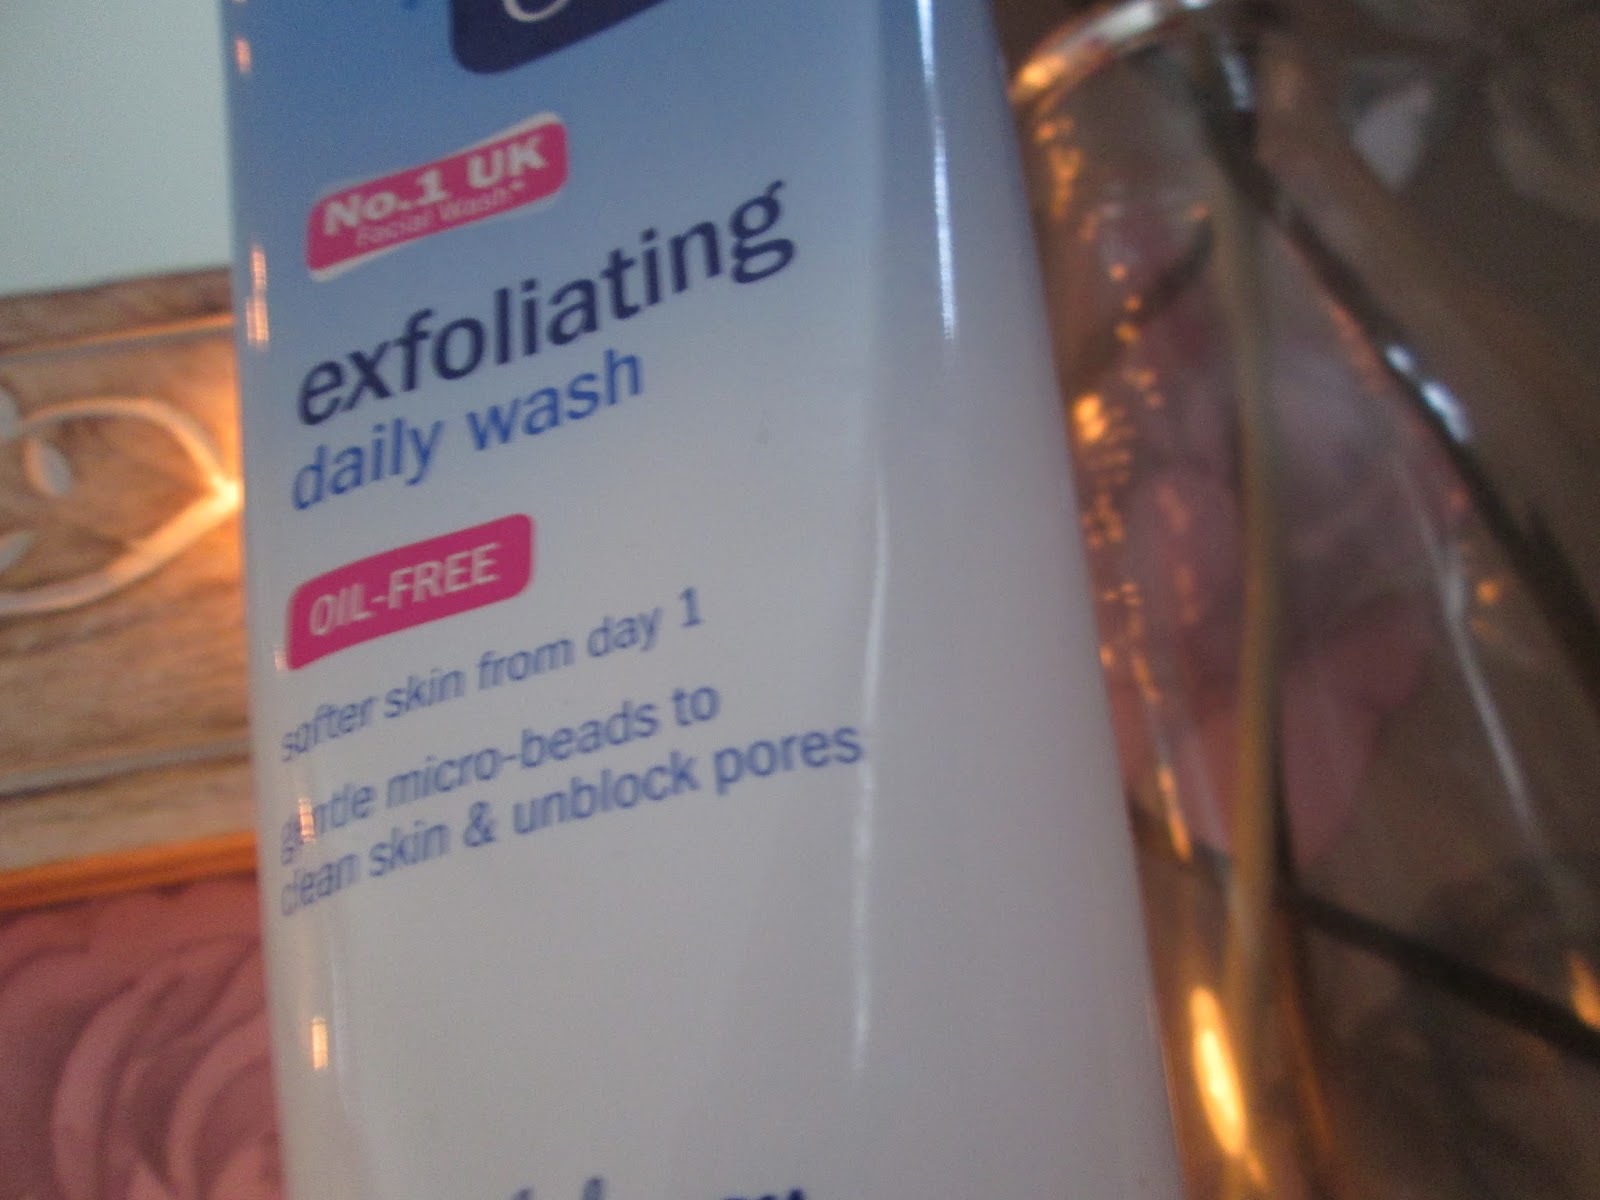 No.1 UK
Facial Wash*
exfoliating
daily wash
OIL-FREE
softer skin from day 1
gentle micro-beads to
clean skin & unblock pores